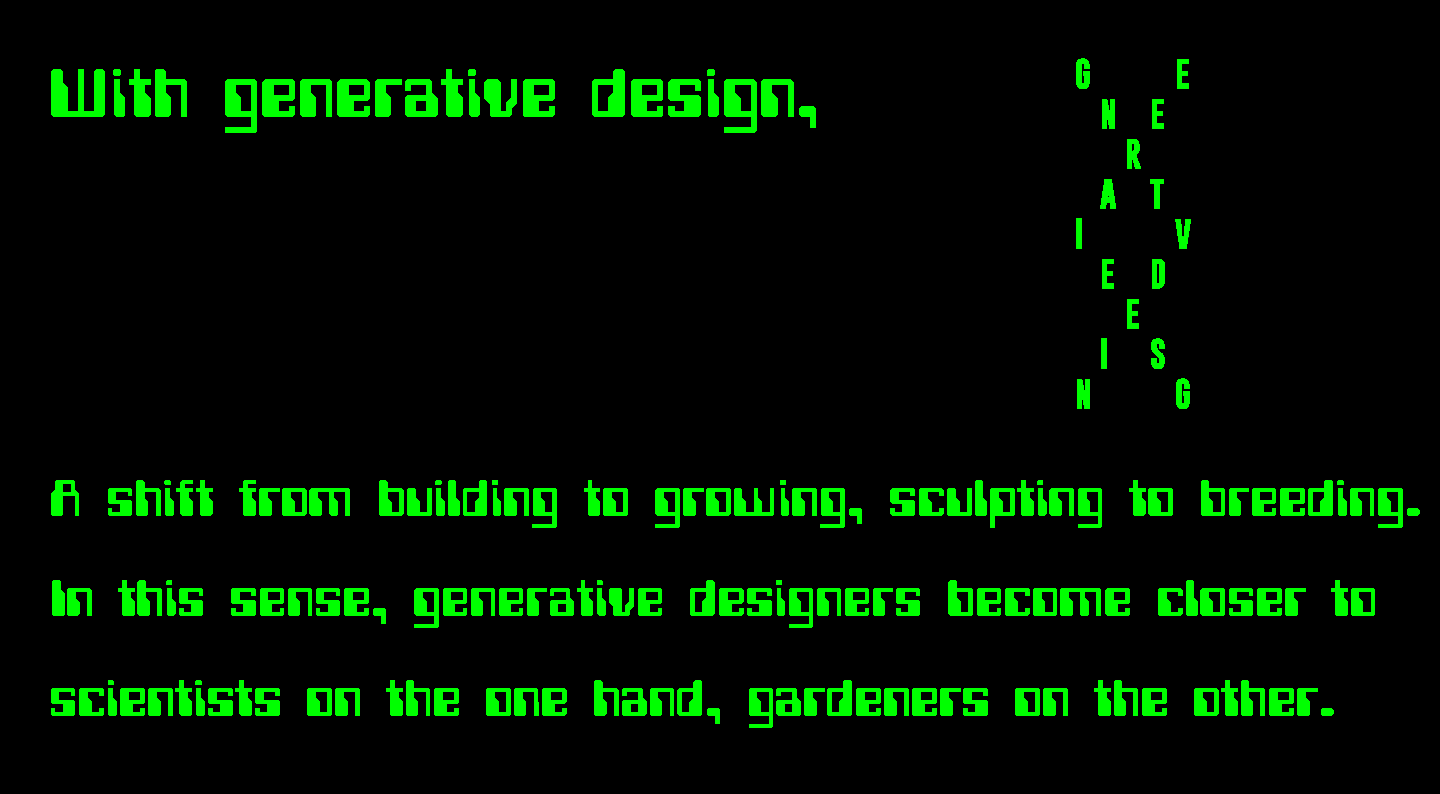 With generative design,
G E
N E
R
A T
I V
E D
E
I S
N G
A shift from building to growing, sculpting to breeding.
In this sense, generative designers become closer to
scientists on the one hand, gardeners on the other.